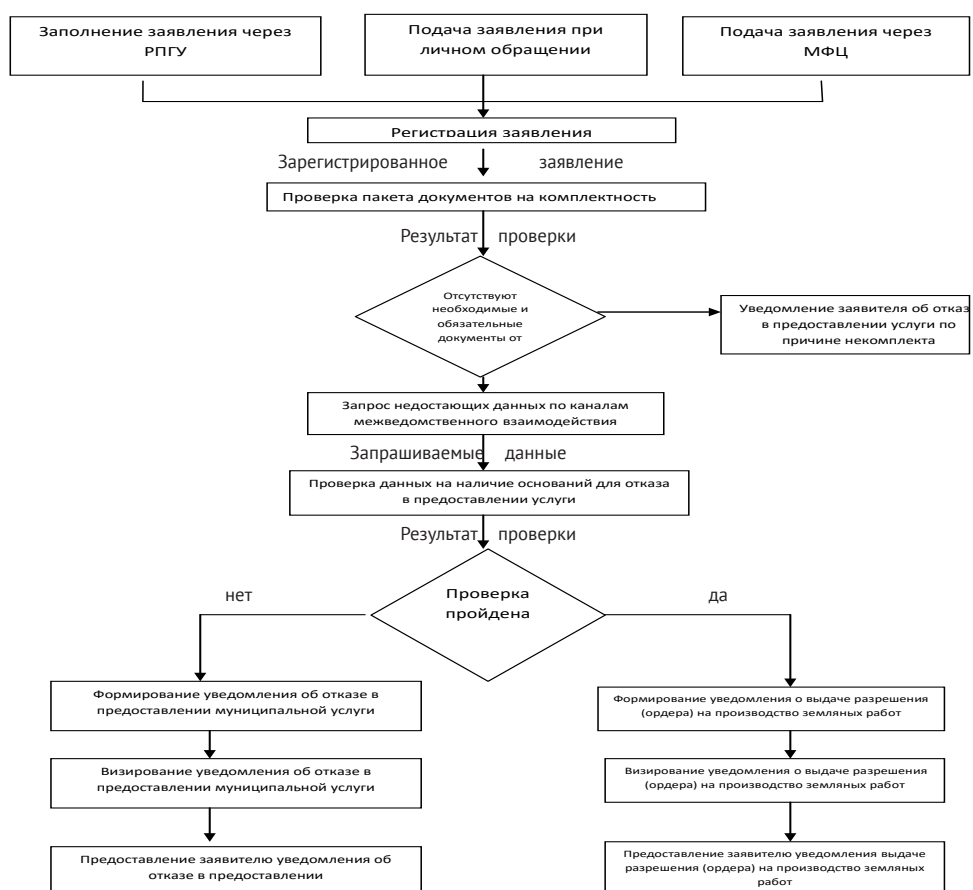 Заполнение заявления через
РПГУ
Подача заявления при
личном обращении
Подача заявления через
МФЦ
Регистрация заявления
Зарегистрированное заявление
Проверка пакета документов на комплектность
Результат проверки
Отсутствуют
необходимые и
обязательные
документы от
Уведомление заявителя об отказ
в предоставлении услуги по
причине некомплекта
Запрос недостающих данных по каналам
межведомственного взаимодействия
Запрашиваемые данные
Проверка данных на наличие оснований для отказа
в предоставлении услуги
Результат проверки
Проверка
пройдена
нет
да
Формирование уведомления об отказе в
предоставлении муниципальной услуги
Формирование уведомления о выдаче разрешения
(ордера) на производство земляных работ
Визирование уведомления об отказе в
предоставлении муниципальной услуги
Визирование уведомления о выдаче разрешения
(ордера) на производство земляных работ
Предоставление заявителю уведомления об
отказе в предоставлении
Предоставление заявителю уведомления выдаче
разрешения (ордера) на производство земляных
работ